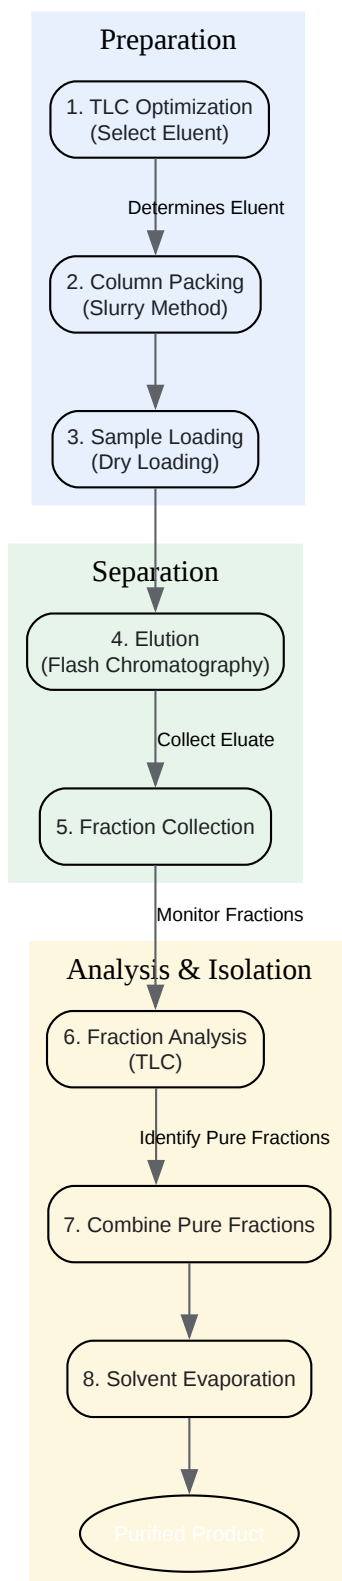 Preparation
1. TLC Optimization
(Select Eluent)
Determines Eluent
2. Column Packing
(Slurry Method)
3. Sample Loading
(Dry Loading)
Separation
4. Elution
(Flash Chromatography)
Collect Eluate
5. Fraction Collection
Monitor Fractions
Analysis & Isolation
6. Fraction Analysis
(TLC)
Identify Pure Fractions
7. Combine Pure Fractions
8. Solvent Evaporation
Purified Product